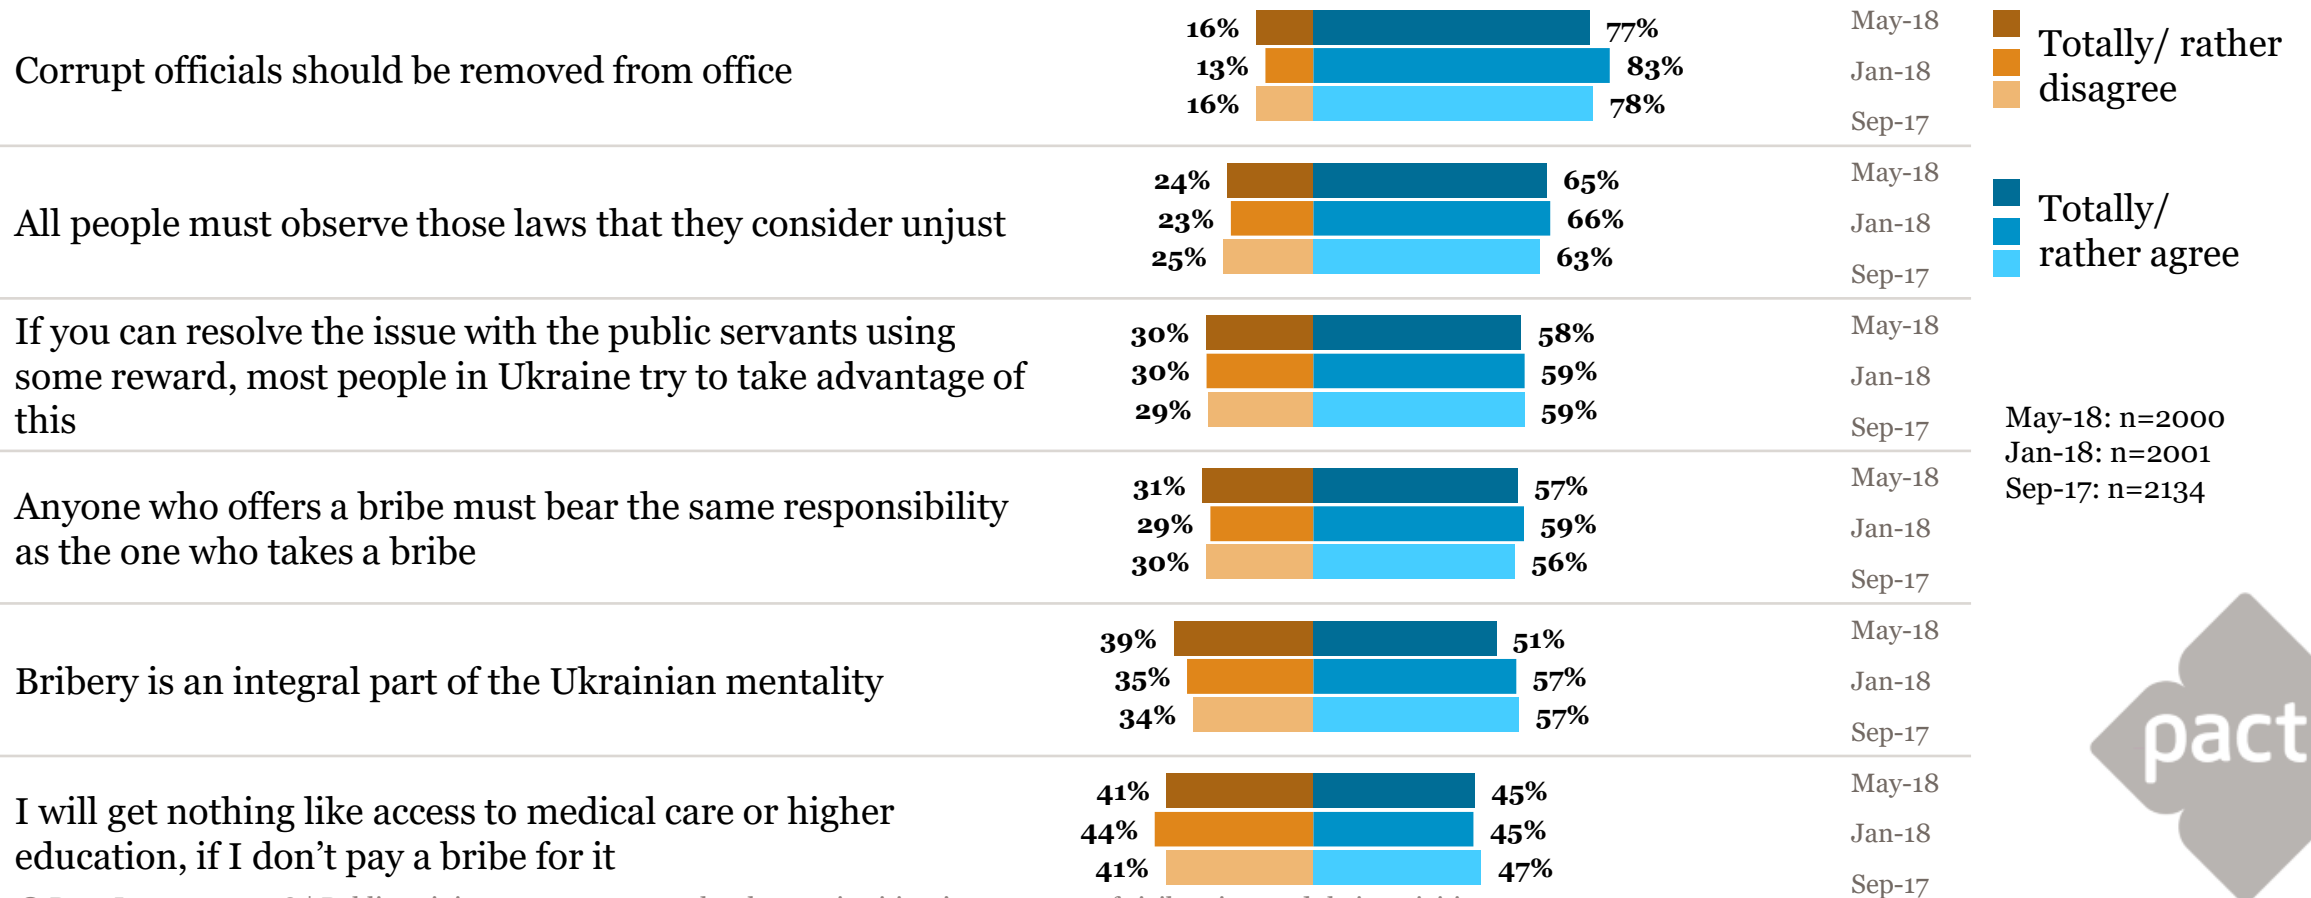 16% 77% May-18
Corrupt officials should be removed from office 13% 83% Jan-18
16% 78% Sep-17
Totally/ rather
disagree
24% 65% May-18
All people must observe those laws that they consider unjust 23% 66% Jan-18
25% 63% Sep-17
Totally/
rather agree
If you can resolve the issue with the public servants using
some reward, most people in Ukraine try to take advantage of
this
30% 58% May-18
30% 59% Jan-18
29% 59% Sep-17
May-18: n=2000
Jan-18: n=2001
Sep-17: n=2134
Anyone who offers a bribe must bear the same responsibility
as the one who takes a bribe
31% 57% May-18
29% 59% Jan-18
30% 56% Sep-17
39% 51% May-18
Bribery is an integral part of the Ukrainian mentality 35% 57% Jan-18
34% 57% Sep-17
I will get nothing like access to medical care or higher
education, if I don't pay a bribe for it
41% 45% May-18
44% 45% Jan-18
41% 47% Sep-17
pact